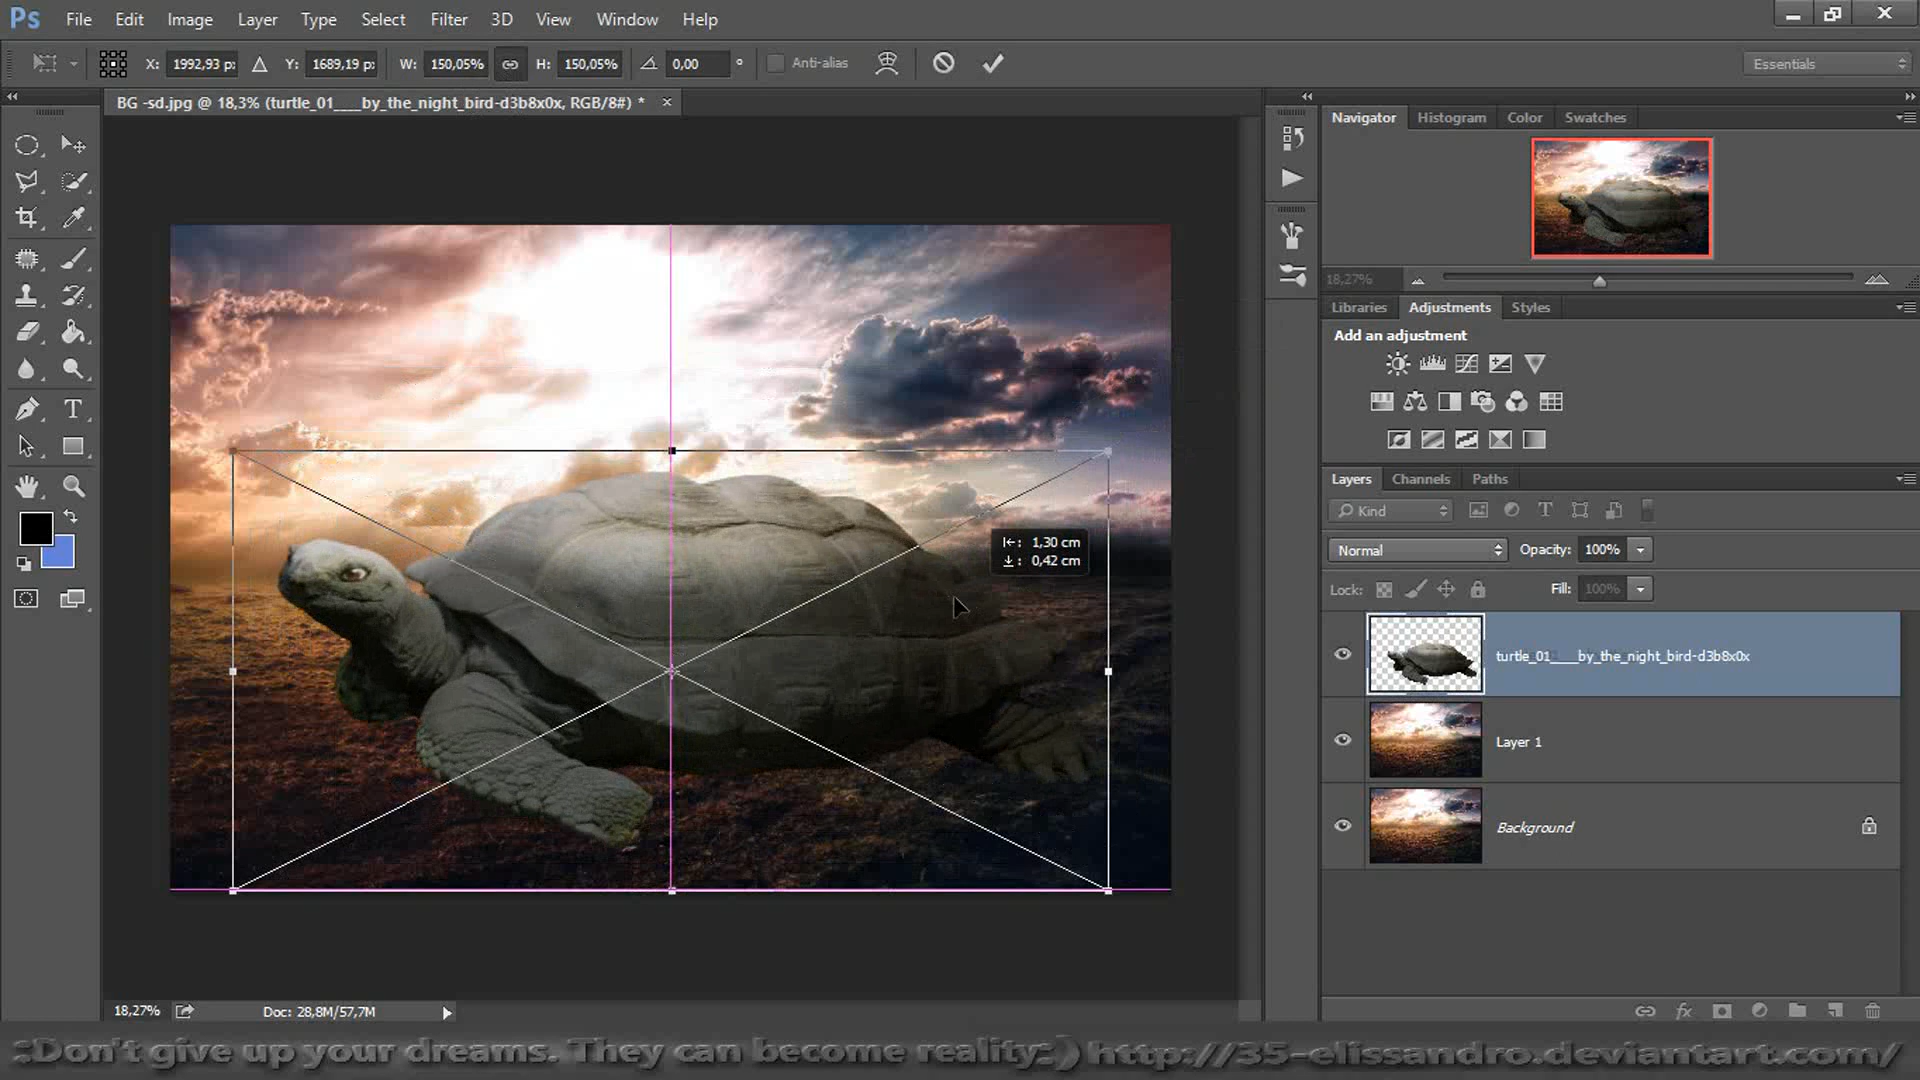 Ps File Edit Image Layer Type Select Filter 3D View Window Help
X: 1992,93 p: Y: 1689,19 p: W: 150,05% H: 150,05% 0,00 ° Anti-alias Essentials
BG -sd.jpg @ 18,3% (turtle_01____by_the_night_bird-d3b8x0x, RGB/8#) * ×
Navigator Histogram Color Swatches
18,27%
Libraries Adjustments Styles
Add an adjustment
Layers Channels Paths
Kind
Normal Opacity: 100%
Lock: Fill: 100%
1,30 cm
0,42 cm
turtle_01____by_the_night_bird-d3b8x0x
Layer 1
Background
T
18,27% Doc: 28,8M/57,7M
fx
::Don't give up your dreams. They can become reality::) http://35-elissandro.deviantart.com/